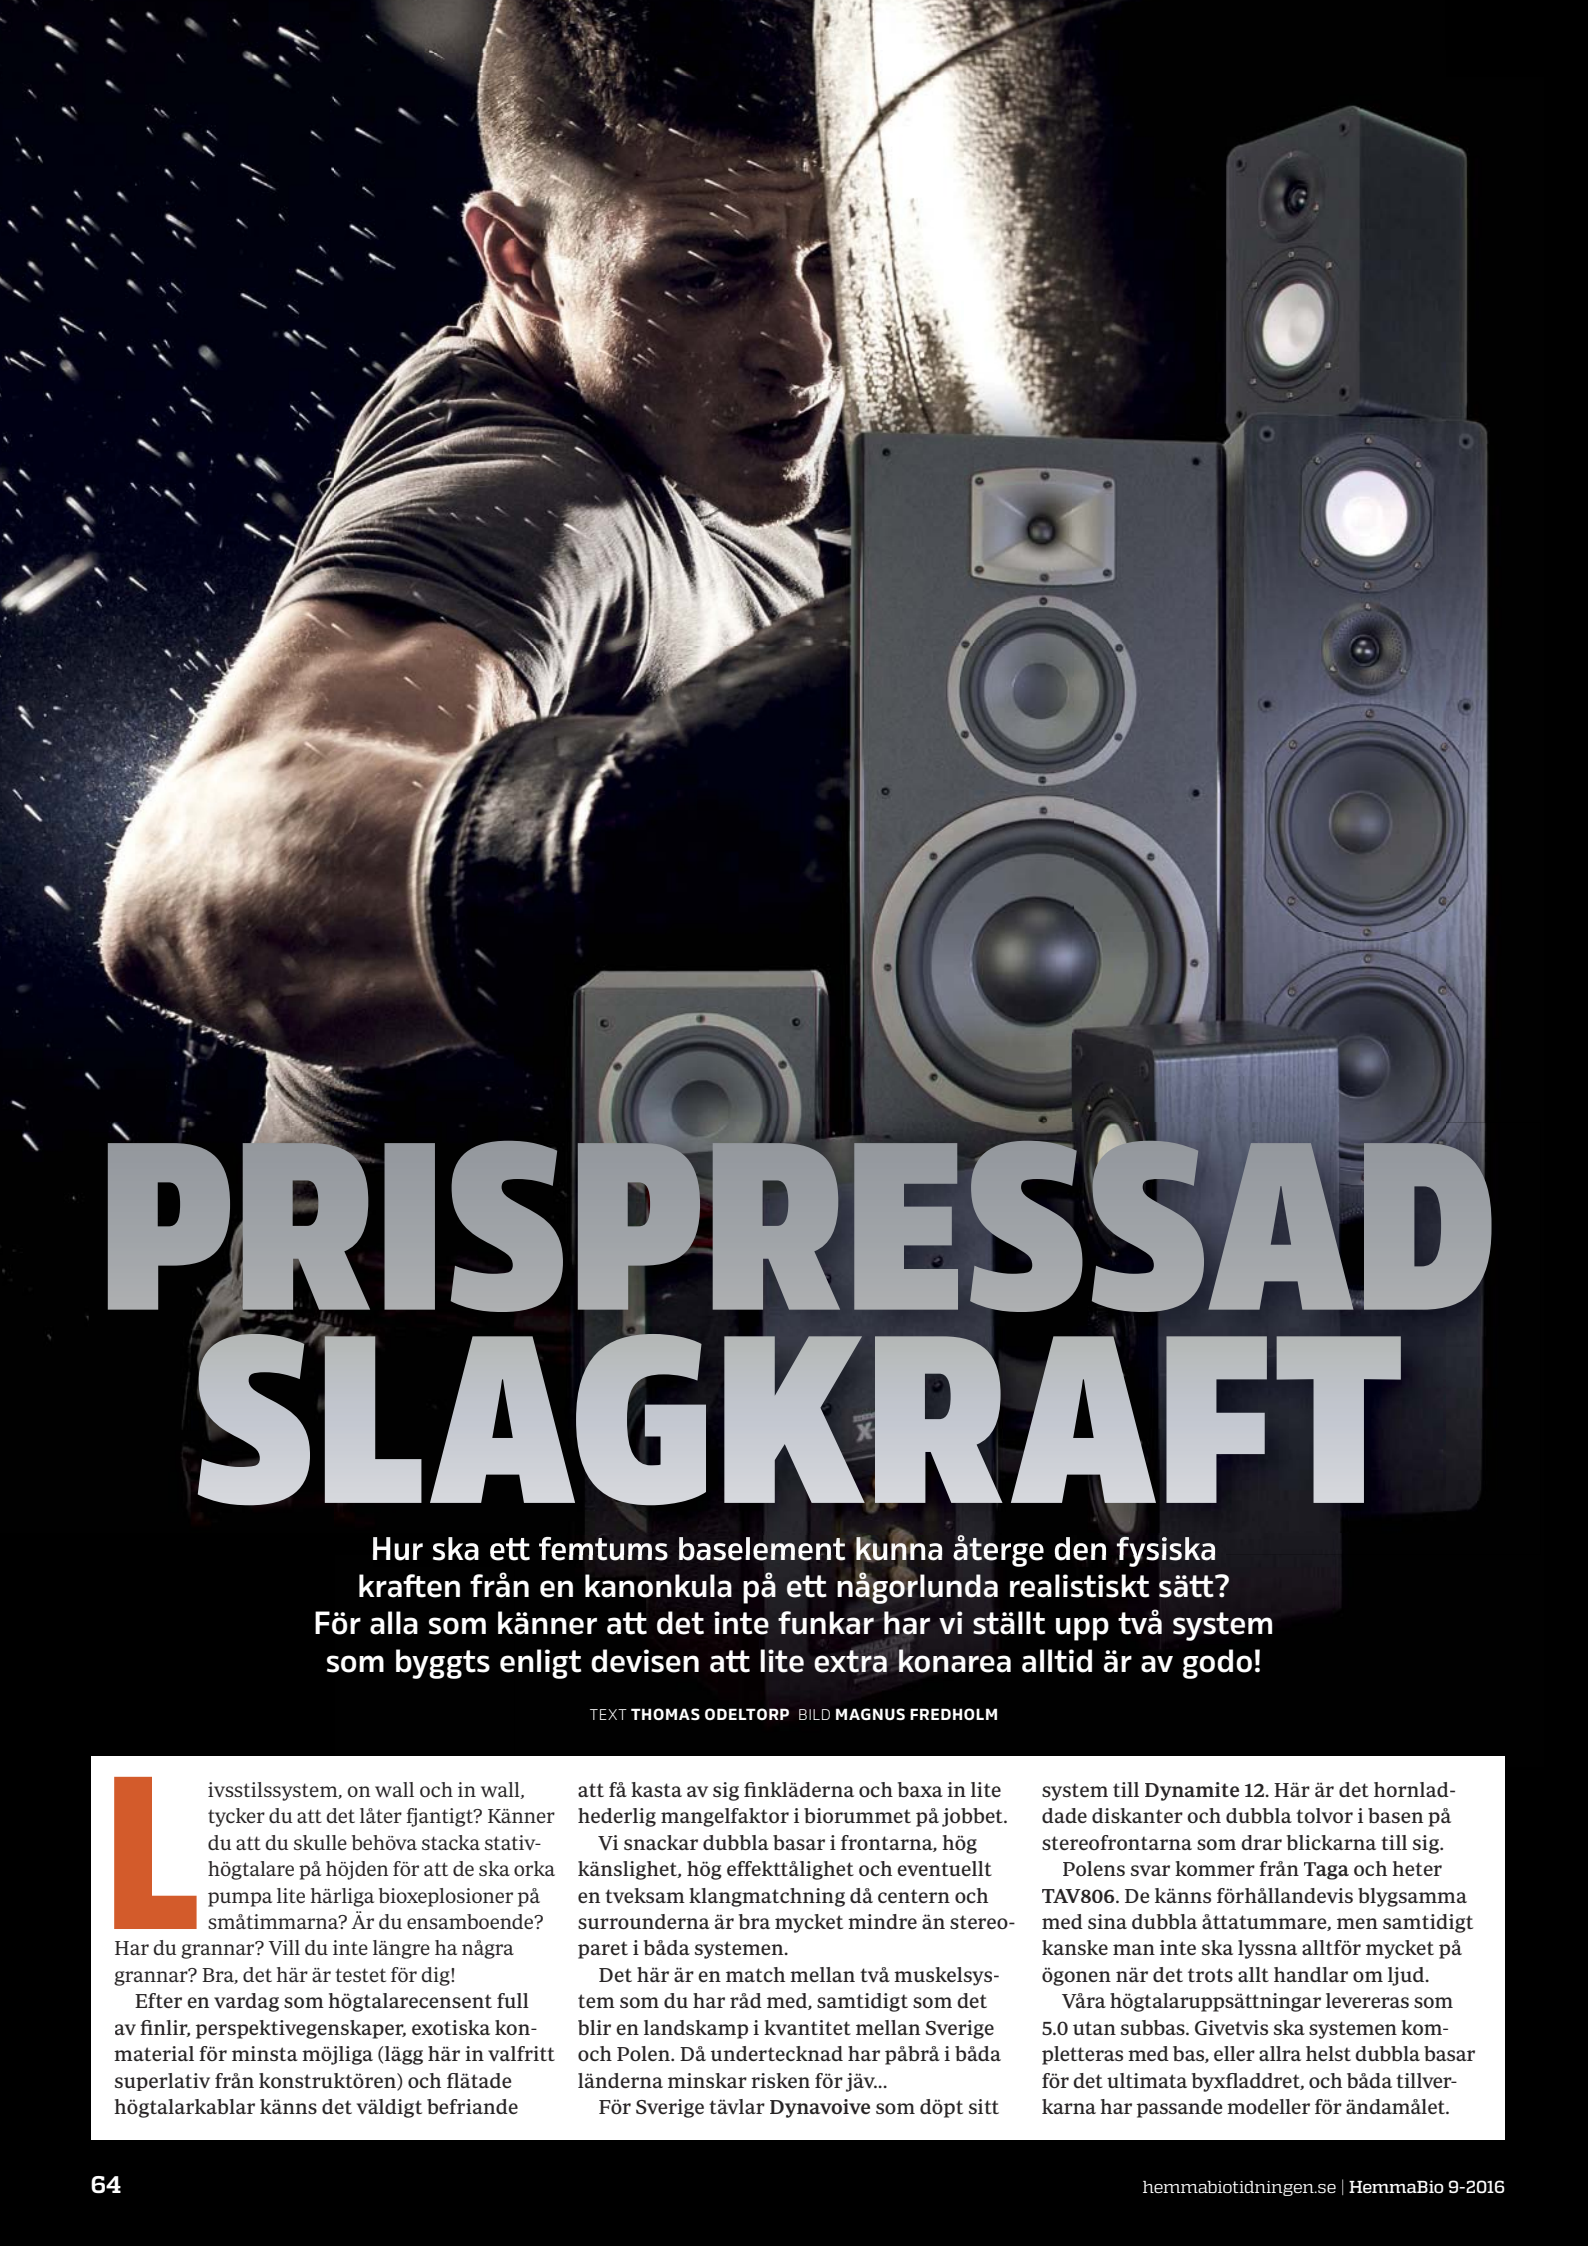 PRISPRESSAD
SLAGKRAFT
Hur ska ett femtums baselement kunna återge den fysiska
kraften från en kanonkula på ett någorlunda realistiskt sätt?
För alla som känner att det inte funkar har vi ställt upp två system
som byggts enligt devisen att lite extra konarea alltid är av godo!
TEXT THOMAS ODELTORP BILD MAGNUS FREDHOLM
Livsstilssystem, on wall och in wall,
tycker du att det låter fjantigt? Känner
du att du skulle behöva stacka stativ-
högtalare på höjden för att de ska orka
pumpa lite härliga bioxeplosioner på
småtimmarna? Är du ensamboende?
Har du grannar? Vill du inte längre ha några
grannar? Bra, det här är testet för dig!
Efter en vardag som högtalarecensent full
av finlir, perspektivegenskaper, exotiska kon-
material för minsta möjliga (lägg här in valfritt
superlativ från konstruktören) och flätade
högtalarkablar känns det väldigt befriande
att få kasta av sig finkläderna och baxa in lite
hederlig mangelfaktor i biorummet på jobbet.
Vi snackar dubbla basar i frontarna, hög
känslighet, hög effekttålighet och eventuellt
en tveksam klangmatchning då centern och
surrounderna är bra mycket mindre än stereo-
paret i båda systemen.
Det här är en match mellan två muskelsys-
tem som du har råd med, samtidigt som det
blir en landskamp i kvantitet mellan Sverige
och Polen. Då undertecknad har påbrå i båda
länderna minskar risken för jäv...
För Sverige tävlar Dynavoive som döpt sitt
system till Dynamite 12. Här är det hornlad-
dade diskanter och dubbla tolvor i basen på
stereofrontarna som drar blickarna till sig.
Polens svar kommer från Taga och heter
TAV806. De känns förhållandevis blygsamma
med sina dubbla åttatummare, men samtidigt
kanske man inte ska lyssna alltför mycket på
ögonen när det trots allt handlar om ljud.
Våra högtalaruppsättningar levereras som
5.0 utan subbas. Givetvis ska systemen kom-
pletteras med bas, eller allra helst dubbla basar
för det ultimata byxfladdret, och båda tillver-
karna har passande modeller för ändamålet.
64
hemmabiotidningen.se | HemmaBio 9-2016